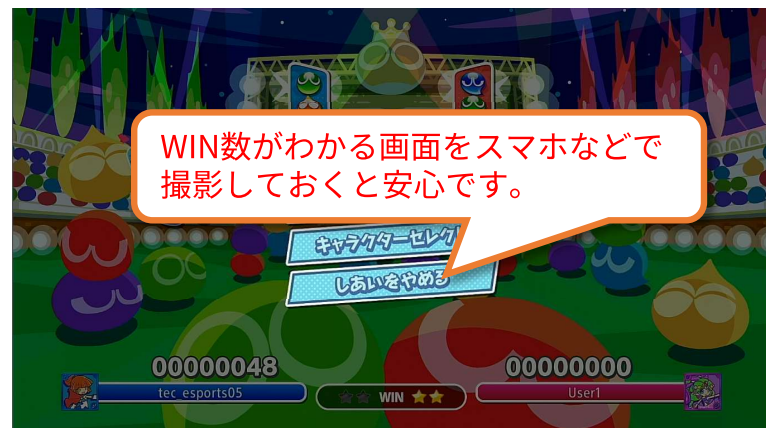 WIN数がわかる画面をスマホなどで
撮影しておくと安心です。
キャラクターセレクト
しあいをやめる
00000048
00000000
tec_esports05
WIN
User1